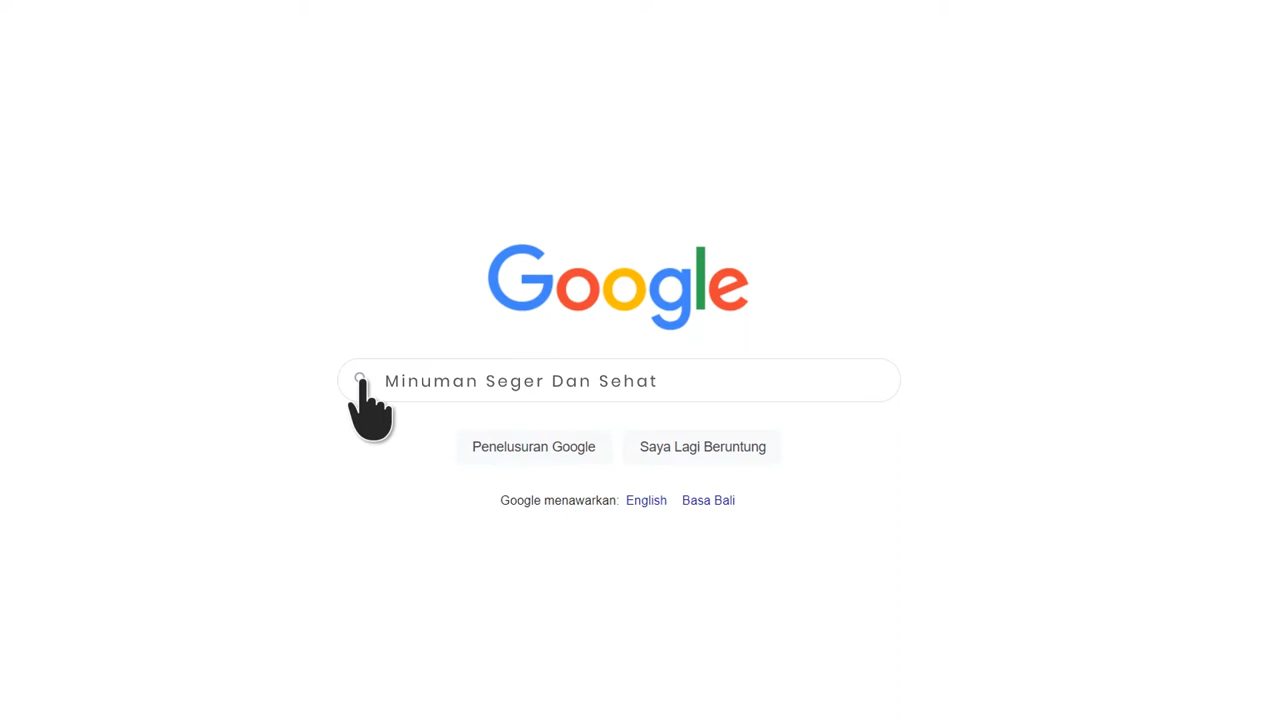 Google
Minuman Seger Dan Sehat
Penelusuran Google Saya Lagi Beruntung
Google menawarkan: English Basa Bali